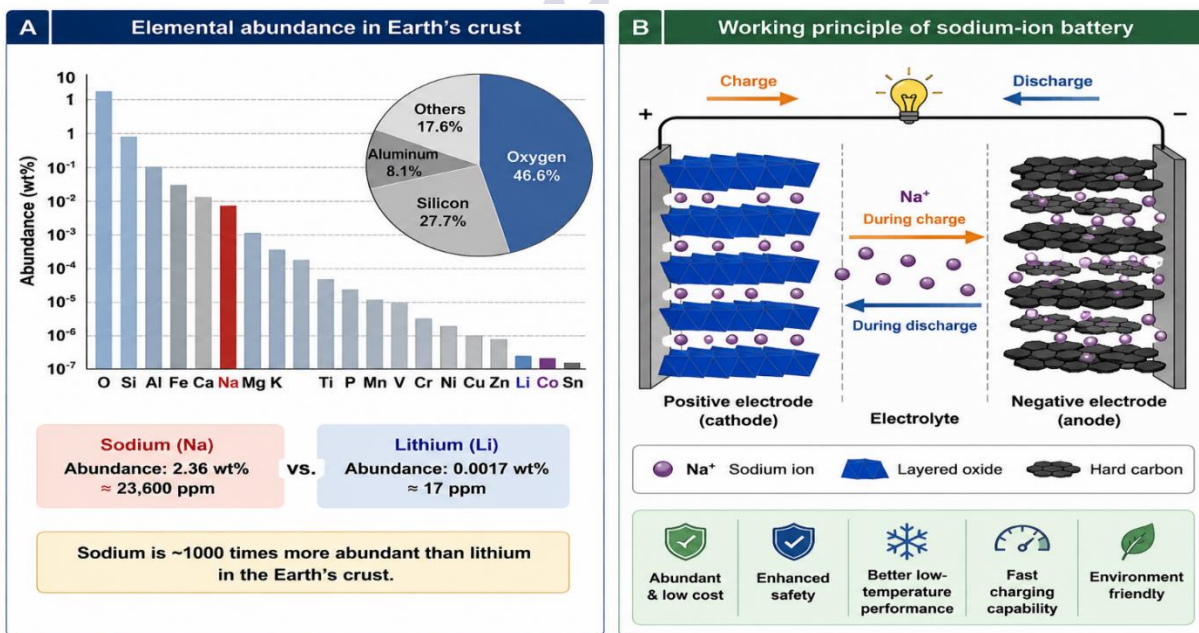 A Elemental abundance in Earth's crust
10
1
1
10⁻¹
10⁻²
10⁻³
10⁻⁴
10⁻⁵
10⁻⁶
10⁻⁷
Abundance (wt%)
O Si Al Fe Ca Na Mg K Ti P Mn V Cr Ni Cu Zn Li Co Sn
Others
17.6%
Aluminum
8.1%
Silicon
27.7%
Oxygen
46.6%
Sodium (Na)
Abundance: 2.36 wt%
≈ 23,600 ppm
vs.
Lithium (Li)
Abundance: 0.0017 wt%
≈ 17 ppm
Sodium is ~1000 times more abundant than lithium
in the Earth's crust.
B Working principle of sodium-ion battery
Charge
Discharge
+
−
Na⁺
During charge
During discharge
Positive electrode
(cathode)
Electrolyte
Negative electrode
(anode)
Na⁺ Sodium ion
Layered oxide
Hard carbon
Abundant
& low cost
Enhanced
safety
Better low-
temperature
performance
Fast
charging
capability
Environment
friendly